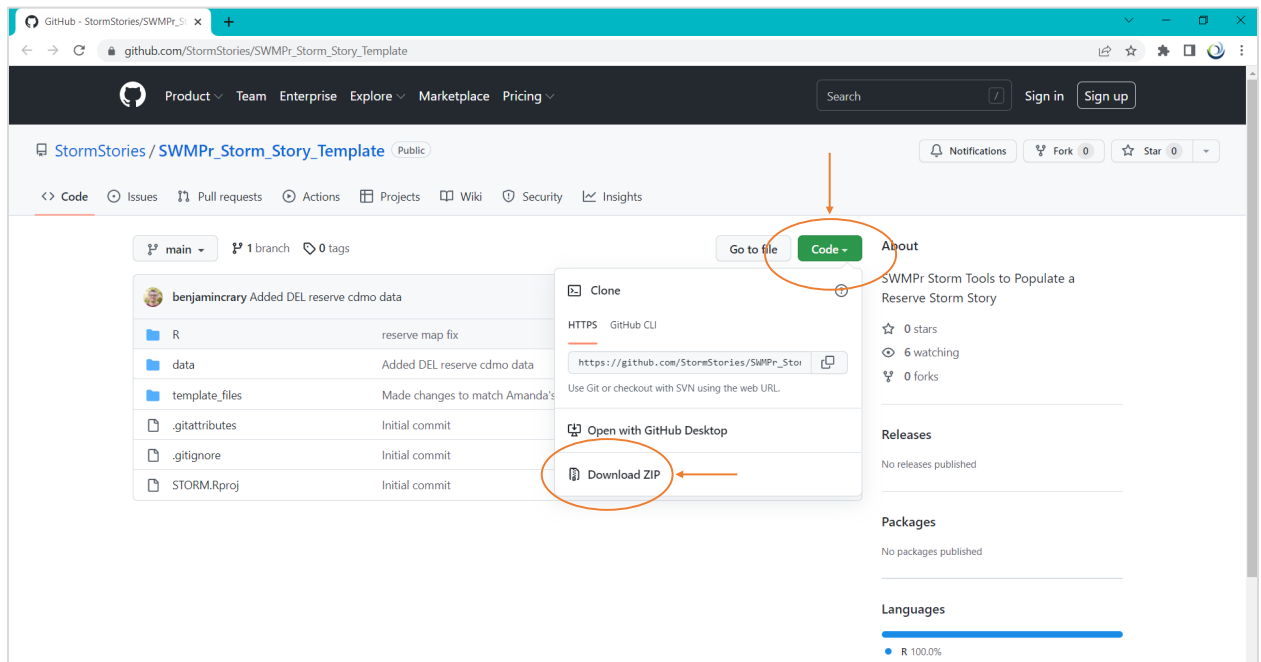 GitHub - StormStories/SWMPr_S
github.com/StormStories/SWMPr_Storm_Story_Template
Product Team Enterprise Explore Marketplace Pricing Search / Sign in Sign up
StormStories / SWMPr_Storm_Story_Template Public Notifications Fork 0 Star 0
Code Issues Pull requests Actions Projects Wiki Security Insights
main 1 branch 0 tags Go to file Code About
SWMPr Storm Tools to Populate a
Reserve Storm Story
benjamincrary Added DEL reserve cdmo data
Clone
HTTPS GitHub CLI
https://github.com/StormStories/SWMPr_Stor
Use Git or checkout with SVN using the web URL.
Open with GitHub Desktop
Download ZIP
R reserve map fix
data Added DEL reserve cdmo data
template_files Made changes to match Amanda's
.gitattributes Initial commit
.gitignore Initial commit
STORM.Rproj Initial commit
0 stars
6 watching
0 forks
Releases
No releases published
Packages
No packages published
Languages
R 100.0%